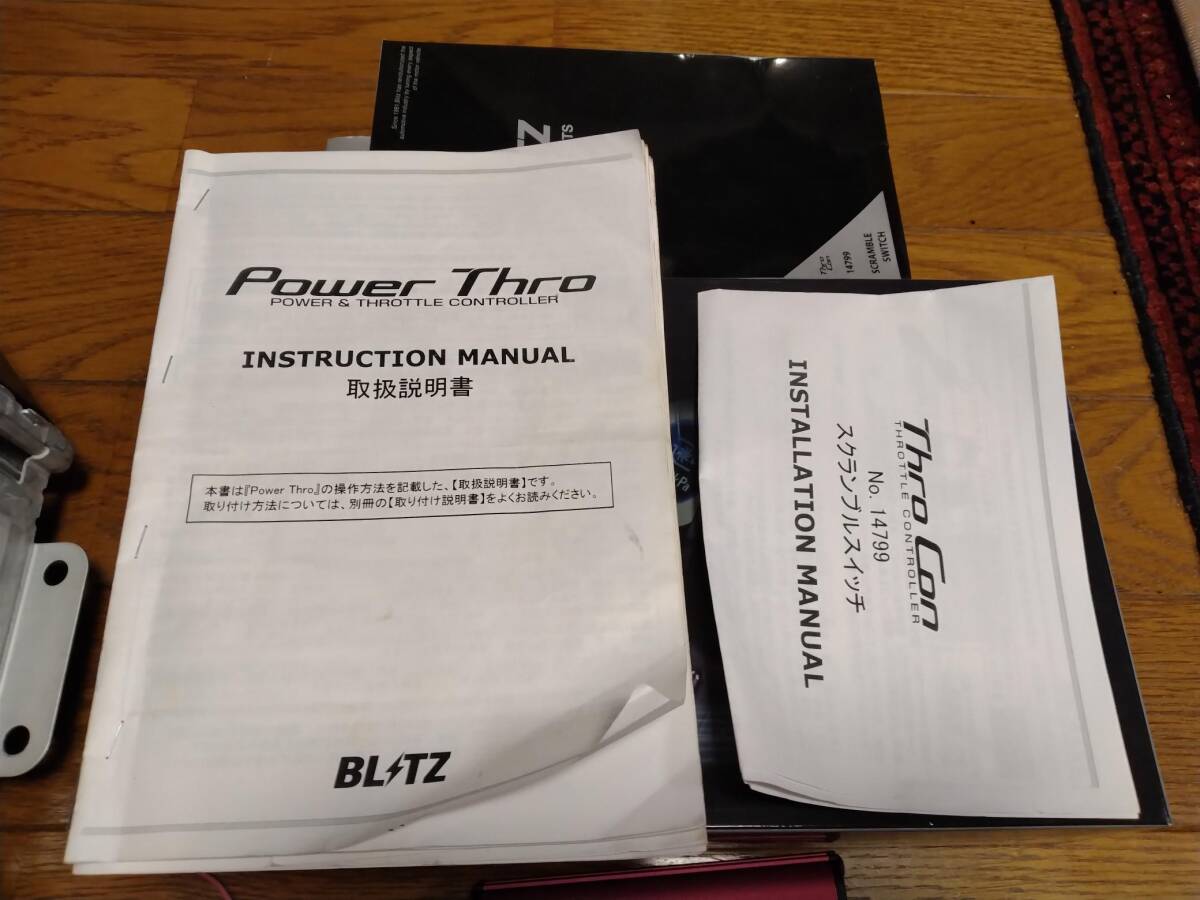 Power Thro
POWER & THROTTLE CONTROLLER
INSTRUCTION MANUAL
取扱説明書
本書は『Power Thro』の操作方法を記載した、【取扱説明書】です。
取り付け方法については、別冊の【取り付け説明書】をよくお読みください。
BLITZ
Thro Con
THROTTLE CONTROLLER
No. 14799
スクランブルスイッチ
INSTALLATION MANUAL
TZ
TS
Thro
Con
14799
SCRAMBLE
SWITCH